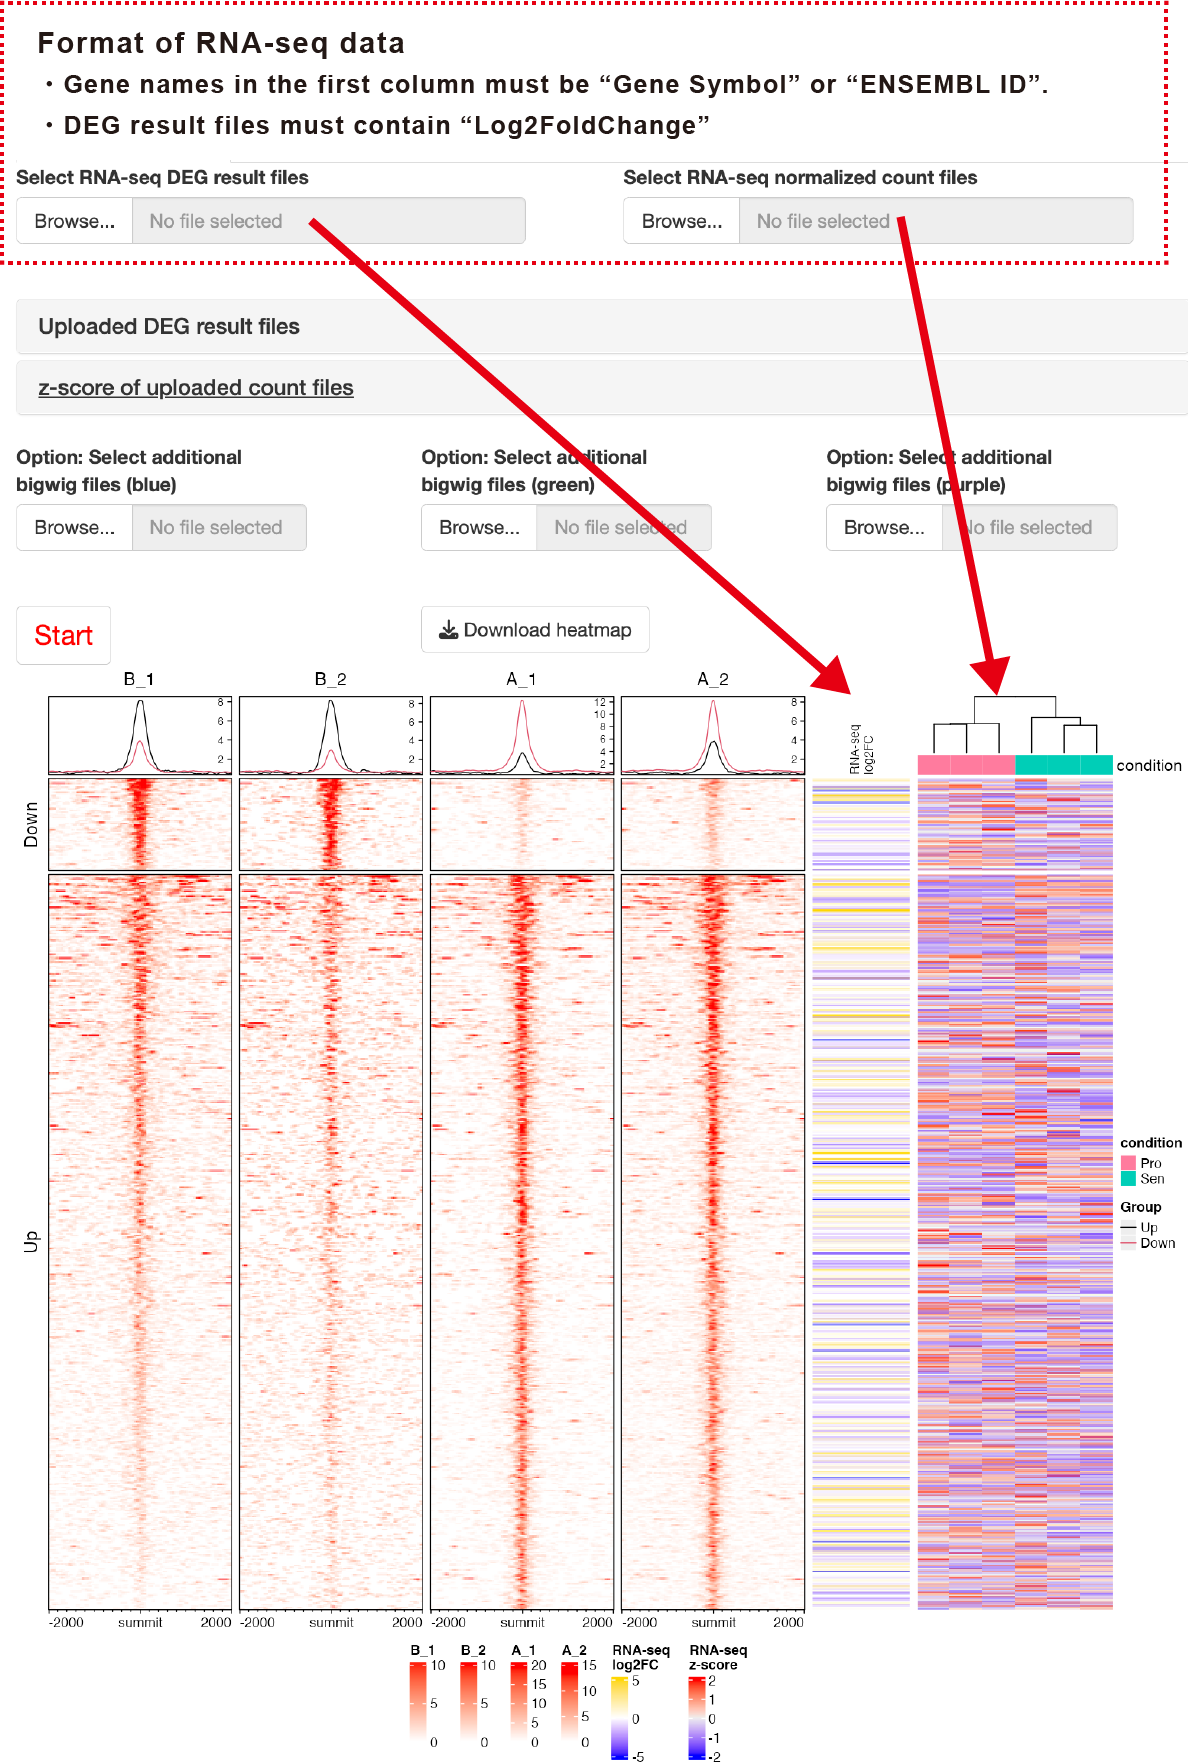 Format of RNA-seq data
・Gene names in the first column must be “Gene Symbol” or “ENSEMBL ID”.
・DEG result files must contain “Log2FoldChange”
Select RNA-seq DEG result files
Browse... No file selected
Select RNA-seq normalized count files
Browse... No file selected
Uploaded DEG result files
z-score of uploaded count files
Option: Select additional
bigwig files (blue)
Browse... No file selected
Option: Select additional
bigwig files (green)
Browse... No file selected
Option: Select additional
bigwig files (purple)
Browse... No file selected
Start
Download heatmap
B_1
B_2
A_1
A_2
8
6
4
2
8
6
4
2
12
10
8
6
4
2
8
6
4
2
RNA-seq
log2FC
condition
Down
Up
condition
Pro
Sen
Group
Up
Down
-2000 summit 2000
-2000 summit 2000
-2000 summit 2000
-2000 summit 2000
B_1
10
5
0
B_2
10
5
0
A_1
20
15
10
5
0
A_2
15
10
5
0
RNA-seq
log2FC
5
0
-5
RNA-seq
z-score
2
1
0
-1
-2